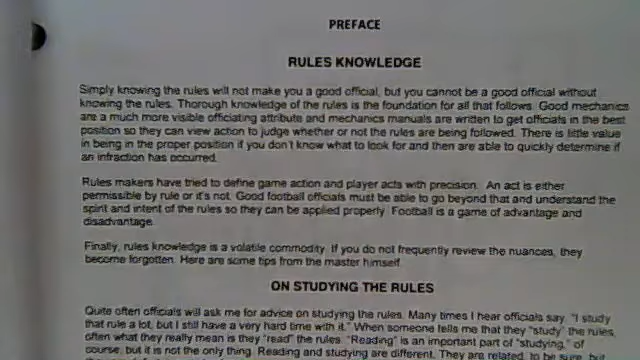 PREFACE
RULES KNOWLEDGE
Simply knowing the rules will not make you a good official, but you cannot be a good official without
knowing the rules. Thorough knowledge of the rules is the foundation for all that follows. Good mechanics
are a much more visible officiating attribute and mechanics manuals are written to get officials in the best
position so they can view action to judge whether or not the rules are being followed. There is little value
in being in the proper position if you don't know what to look for and then are able to quickly determine if
an infraction has occurred.
Rules makers have tried to define game action and player acts with precision. An act is either
permissible by rule or it's not. Good football officials must be able to go beyond that and understand the
spirit and intent of the rules so they can be applied properly. Football is a game of advantage and
disadvantage.
Finally, rules knowledge is a volatile commodity. If you do not frequently review the nuances, they
become forgotten. Here are some tips from the master himself.
ON STUDYING THE RULES
Quite often officials will ask me for advice on studying the rules. Many times I hear officials say, "I study
that rule a lot, but I still have a very hard time with it." When someone tells me that they "study" the rules,
often what they really mean is they "read" the rules. "Reading" is an important part of "studying," of
course, but it is not the only thing. Reading and studying are different. They are related, to be sure, but